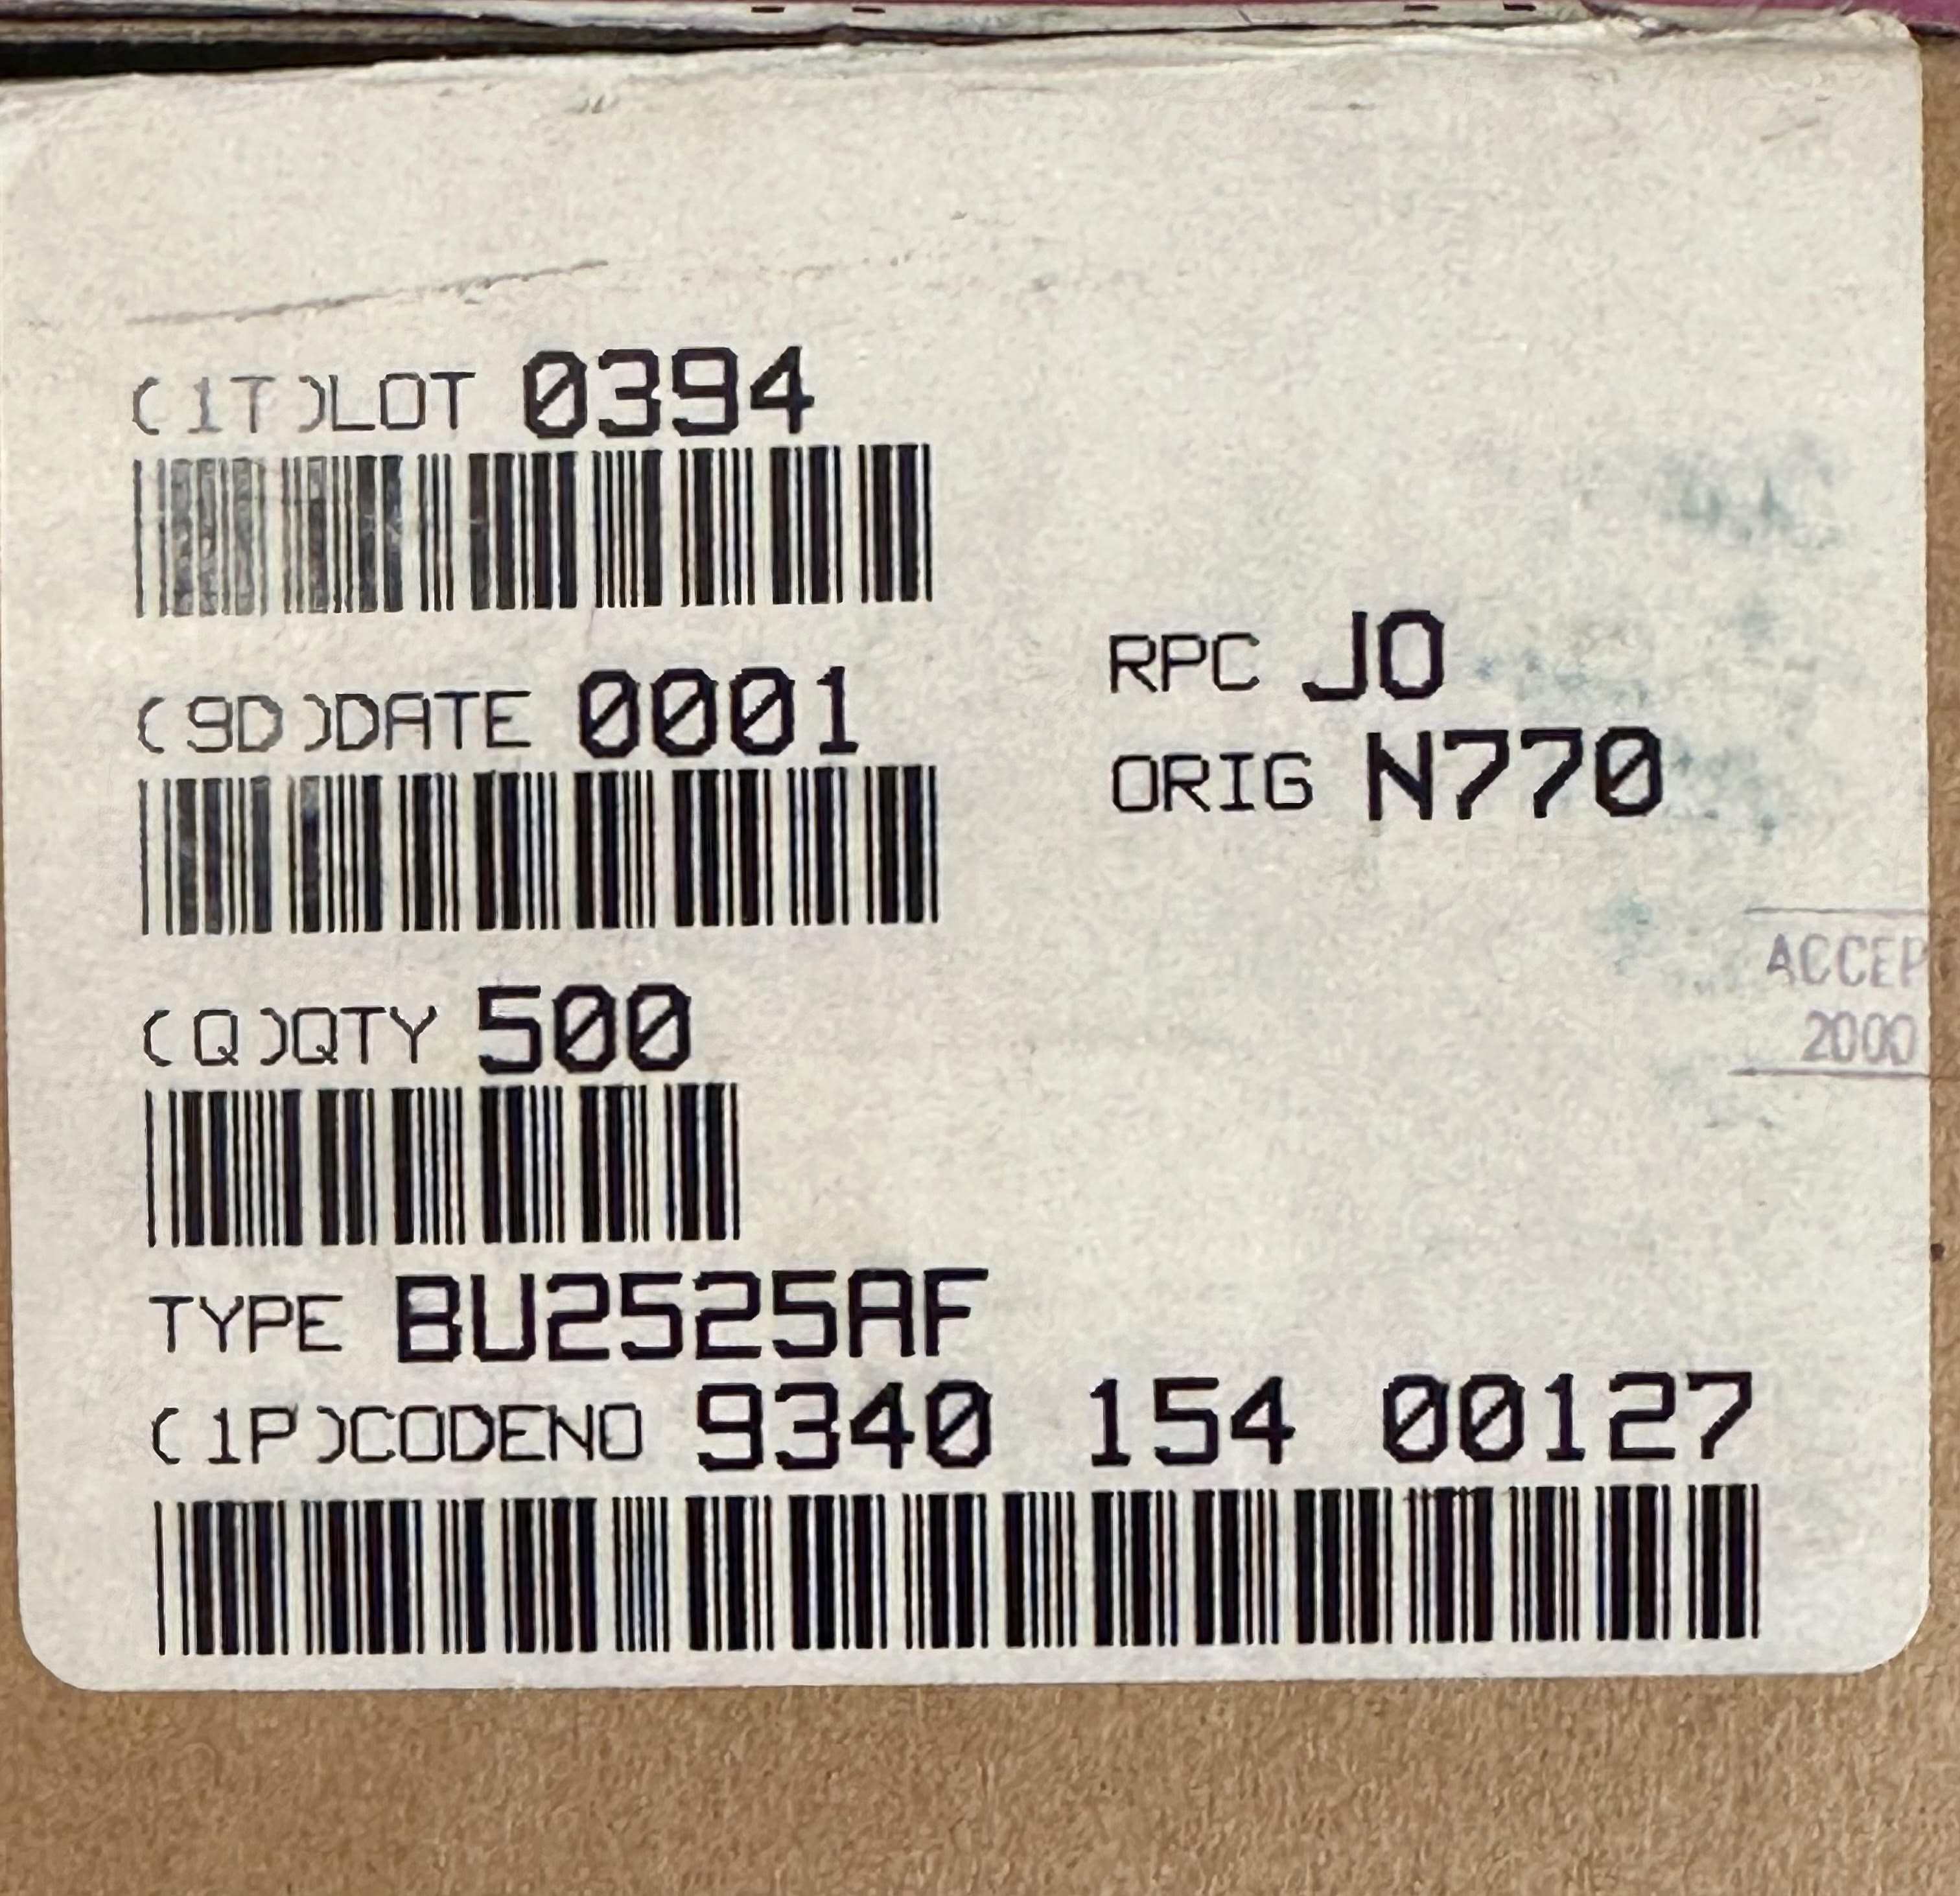 (1T)LOT 0394
(9D)DATE 0001
RPC JO
ORIG N770
(Q)QTY 500
ACCEP
2000
TYPE BU2525AF
(1P)CODENO 9340 154 00127